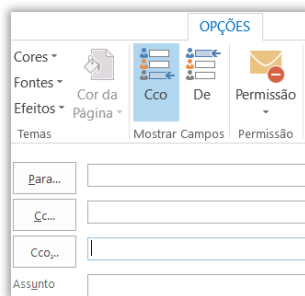 OPÇÕES
Cores
Fontes
Efeitos
Cor da
Página
Cco
De
Permissão
Temas
Mostrar Campos
Permissão
Para...
Cc...
Cco...
Assunto